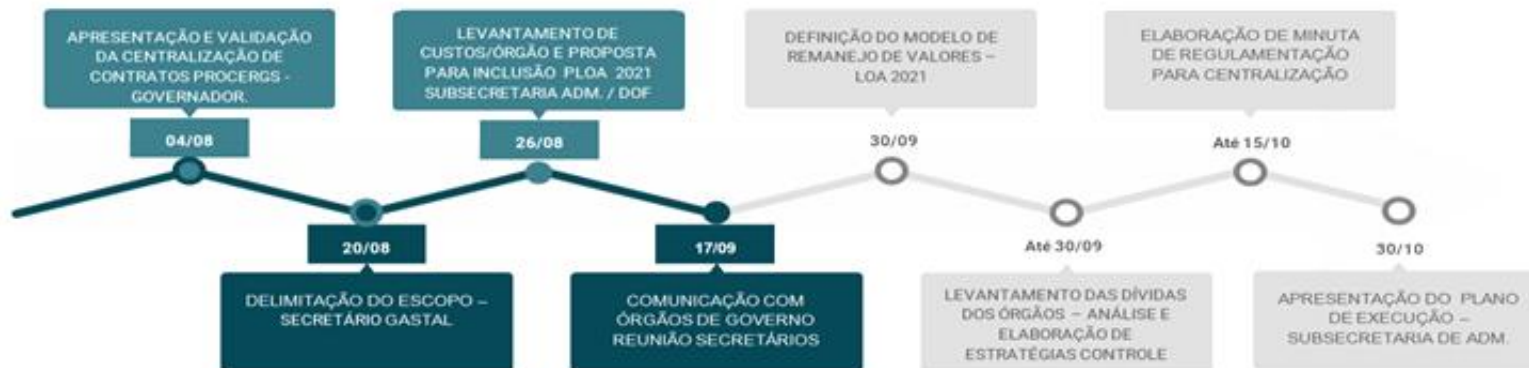 APRESENTAÇÃO E VALIDAÇÃO
DA CENTRALIZAÇÃO DE
CONTRATOS PROCERGS -
GOVERNADOR.
04/08
20/08
DELIMITAÇÃO DO ESCOPO –
SECRETÁRIO GASTAL
LEVANTAMENTO DE
CUSTOS/ÓRGÃO E PROPOSTA
PARA INCLUSÃO PLOA 2021
SUBSECRETARIA ADM. / DOF
26/08
17/09
COMUNICAÇÃO COM
ÓRGÃOS DE GOVERNO
REUNIÃO SECRETÁRIOS
DEFINIÇÃO DO MODELO DE
REMANEJO DE VALORES –
LOA 2021
30/09
Até 30/09
LEVANTAMENTO DAS DÍVIDAS
DOS ÓRGÃOS – ANÁLISE E
ELABORAÇÃO DE
ESTRATÉGIAS CONTROLE
ELABORAÇÃO DE MINUTA
DE REGULAMENTAÇÃO
PARA CENTRALIZAÇÃO
Até 15/10
30/10
APRESENTAÇÃO DO PLANO
DE EXECUÇÃO –
SUBSECRETARIA DE ADM.